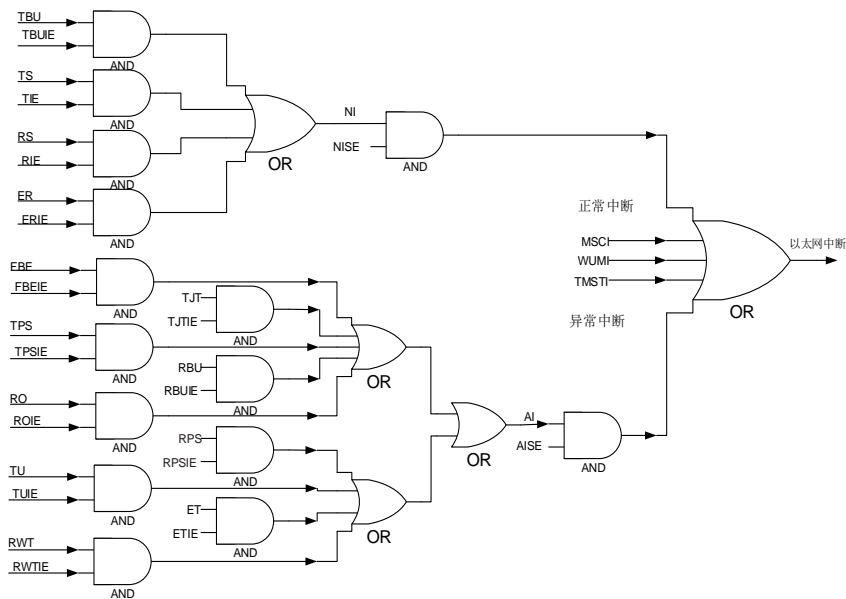 TBU
TBUIE
AND
TS
TIE
AND
RS
RIE
AND
ER
ERIE
AND
OR
NI
NISE
AND
正常中断
MSCI
WUMI
TMSTI
异常中断
OR
以太网中断
FBE
FBEIE
AND
TJT
TJTIE
AND
TPS
TPSIE
AND
RBU
RBUIE
AND
RO
ROIE
AND
OR
RPS
RPSIE
AND
TU
TUIE
AND
ET
ETIE
AND
RWT
RWTIE
AND
OR
OR
AI
AISE
AND